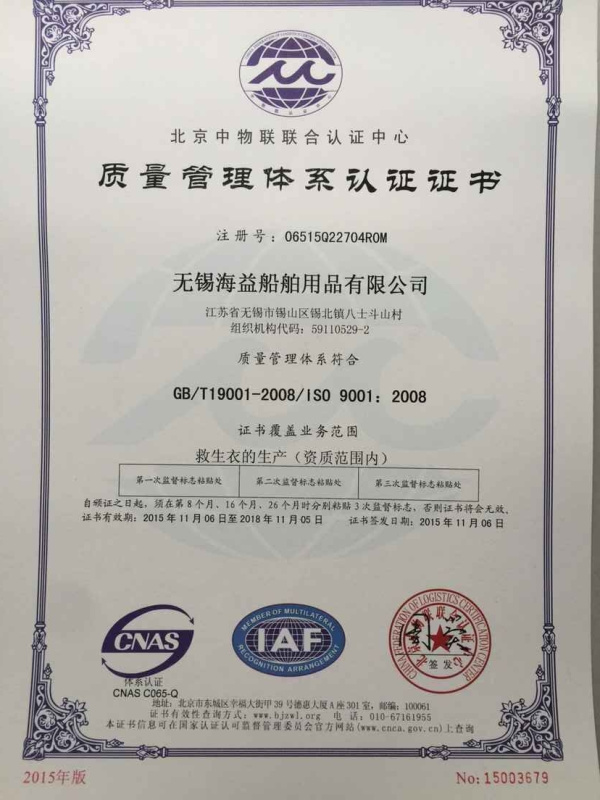 北京中物联联合认证中心
质量管理体系认证证书
注册号：06515Q22704R0M
无锡海益船舶用品有限公司
江苏省无锡市锡山区锡北镇八士斗山村
组织机构代码：59110529-2
质量管理体系符合
GB/T19001-2008/ISO 9001：2008
证书覆盖业务范围
救生衣的生产（资质范围内）
第一次监督标志粘贴处 第二次监督标志粘贴处 第三次监督标志粘贴处
自颁证之日起，须在第8个月、16个月、26个月时分别粘贴3次监督标志，否则证书将会无效。
证书有效期：2015年11月06日至2018年11月05日 证书签发日期：2015年11月06日
CNAS
体系认证
CNAS C065-Q
MEMBER OF MULTILATERAL
IAF
RECOGNITION ARRANGEMENT
CHINA FEDERATION OF LOGISTICS CERTIFICATION CENTER
签发
地址：北京市东城区幸福大街甲39号德惠大厦A座301室，邮编：100061
证书有效性查询方式：www.bjzwl.org 电话：010-67161955
本证书信息可在国家认证认可监督管理委员会官方网站(www.cnca.gov.cn)上查询
2015年版
No:15003679